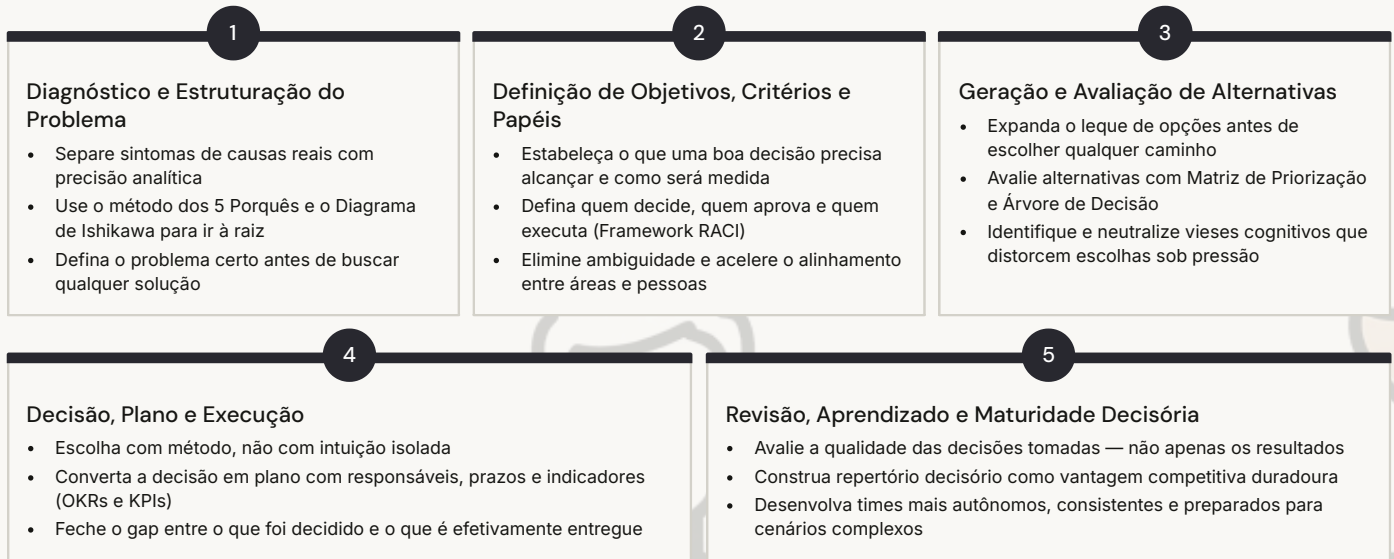 1
Diagnóstico e Estruturação do
Problema
• Separe sintomas de causas reais com
precisão analítica
• Use o método dos 5 Porquês e o Diagrama
de Ishikawa para ir à raiz
• Defina o problema certo antes de buscar
qualquer solução
2
Definição de Objetivos, Critérios e
Papéis
• Estabeleça o que uma boa decisão precisa
alcançar e como será medida
• Defina quem decide, quem aprova e quem
executa (Framework RACI)
• Elimine ambiguidade e acelere o alinhamento
entre áreas e pessoas
3
Geração e Avaliação de Alternativas
• Expanda o leque de opções antes de
escolher qualquer caminho
• Avalie alternativas com Matriz de Priorização
e Árvore de Decisão
• Identifique e neutralize vieses cognitivos que
distorcem escolhas sob pressão
4
Decisão, Plano e Execução
• Escolha com método, não com intuição isolada
• Converta a decisão em plano com responsáveis, prazos e indicadores
(OKRs e KPIs)
• Feche o gap entre o que foi decidido e o que é efetivamente entregue
5
Revisão, Aprendizado e Maturidade Decisória
• Avalie a qualidade das decisões tomadas — não apenas os resultados
• Construa repertório decisório como vantagem competitiva duradoura
• Desenvolva times mais autônomos, consistentes e preparados para
cenários complexos